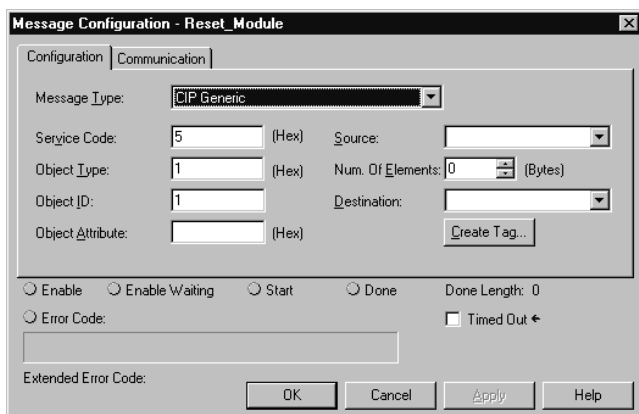 Message Configuration - Reset_Module
Configuration Communication
Message Type: CIP Generic
Service Code: 5 (Hex) Source:
Object Type: 1 (Hex) Num. Of Elements: 0 (Bytes)
Object ID: 1 Destination:
Object Attribute: (Hex) Create Tag...
Enable Enable Waiting Start Done Done Length: 0
Error Code: Timed Out ←
Extended Error Code:
OK Cancel Apply Help